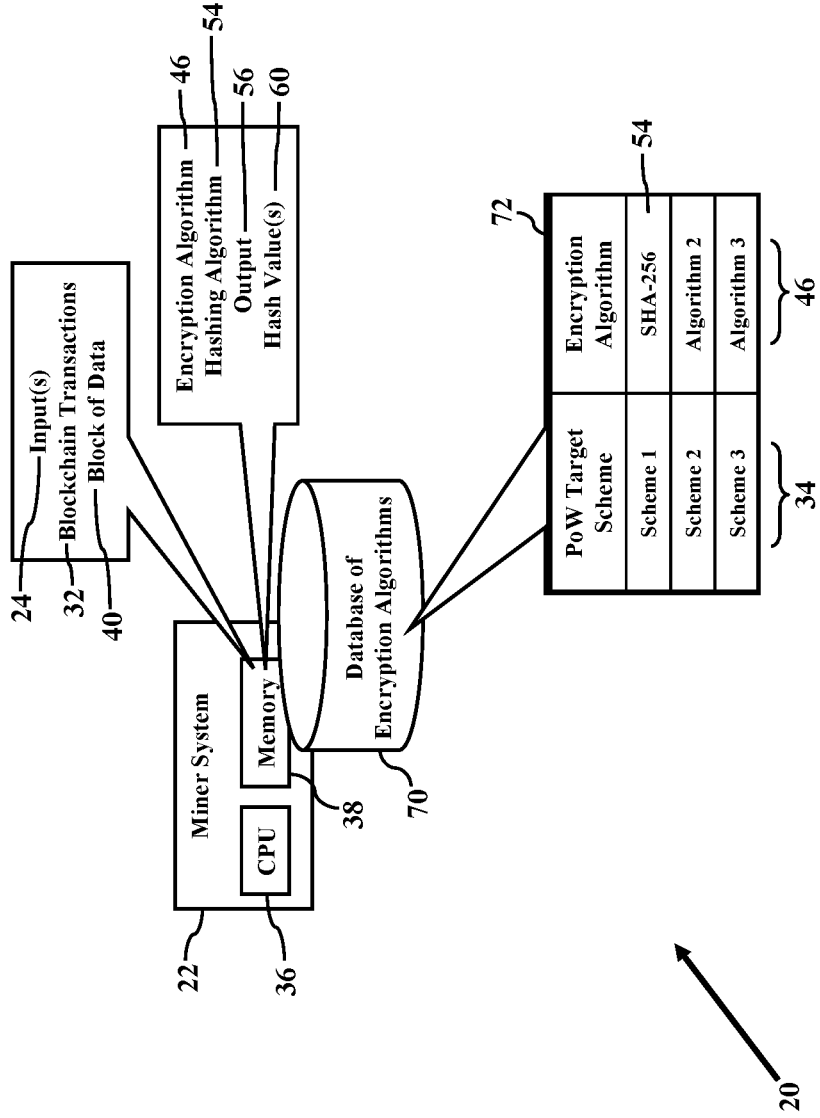 24 Input(s)
32 Blockchain Transactions
40 Block of Data
Encryption Algorithm 46
Hashing Algorithm 54
Output 56
Hash Value(s) 60
22
Miner System
CPU
Memory
36
38
Database of
Encryption Algorithms
70
72
PoW Target Scheme
Encryption Algorithm
Scheme 1
SHA-256
54
Scheme 2
Algorithm 2
Scheme 3
Algorithm 3
34
46
20